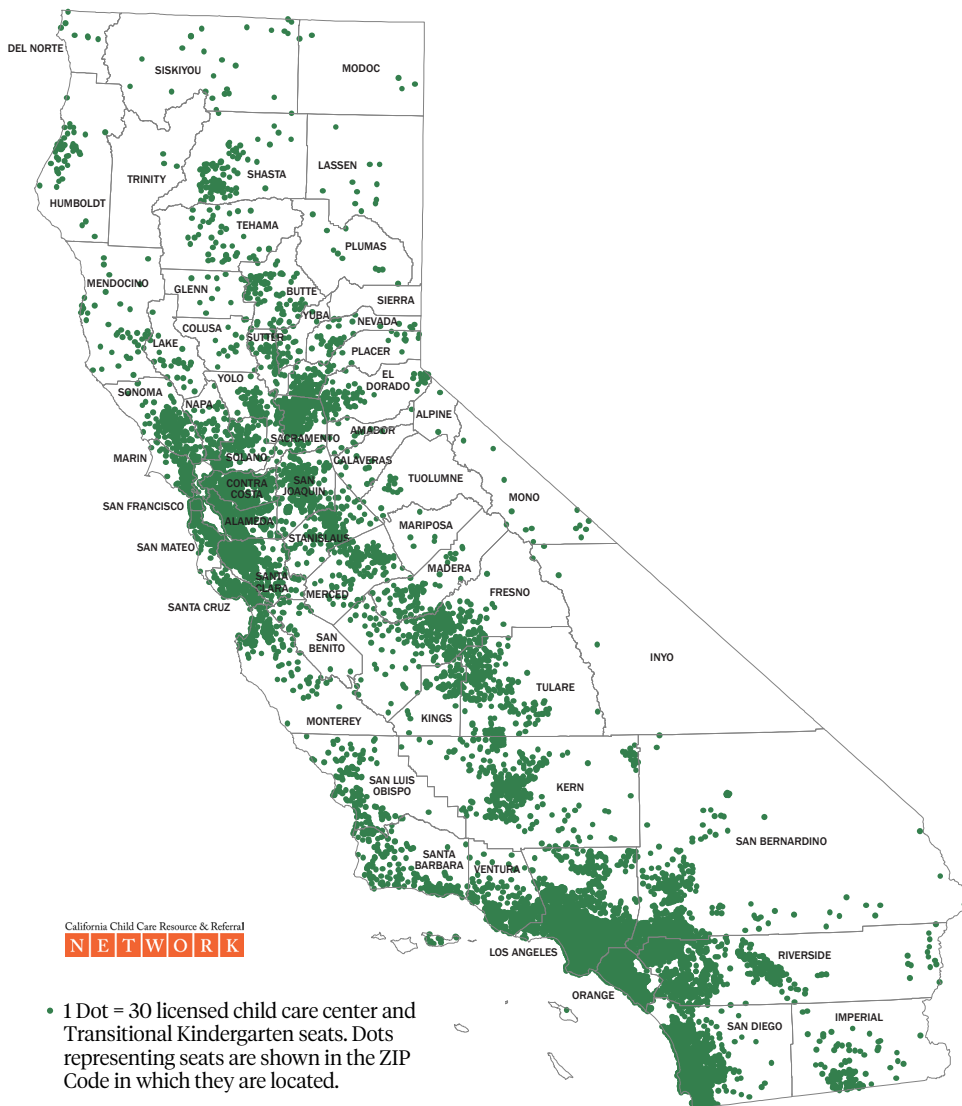 DEL NORTE
SISKIYOU
MODOC
HUMBOLDT
TRINITY
SHASTA
LASSEN
TEHAMA
PLUMAS
MENDOCINO
GLENN
BUTTE
SIERRA
YUBA
NEVADA
COLUSA
SUTTER
LAKE
PLACER
YOLO
EL
DORADO
SONOMA
NAPA
ALPINE
SACRAMENTO
AMADOR
MARIN
SOLANO
CALAVERAS
CONTRA
COSTA
SAN
JOAQUIN
TUOLUMNE
MONO
SAN FRANCISCO
ALAMEDA
STANISLAUS
MARIPOSA
SAN MATEO
SANTA
CLARA
MERCED
MADERA
FRESNO
SANTA CRUZ
SAN
BENITO
INYO
TULARE
MONTEREY
KINGS
SAN LUIS
OBISPO
KERN
SAN BERNARDINO
SANTA
BARBARA
VENTURA
LOS ANGELES
RIVERSIDE
ORANGE
SAN DIEGO
IMPERIAL
California Child Care Resource & Referral
NETWORK
• 1 Dot = 30 licensed child care center and
Transitional Kindergarten seats. Dots
representing seats are shown in the ZIP
Code in which they are located.